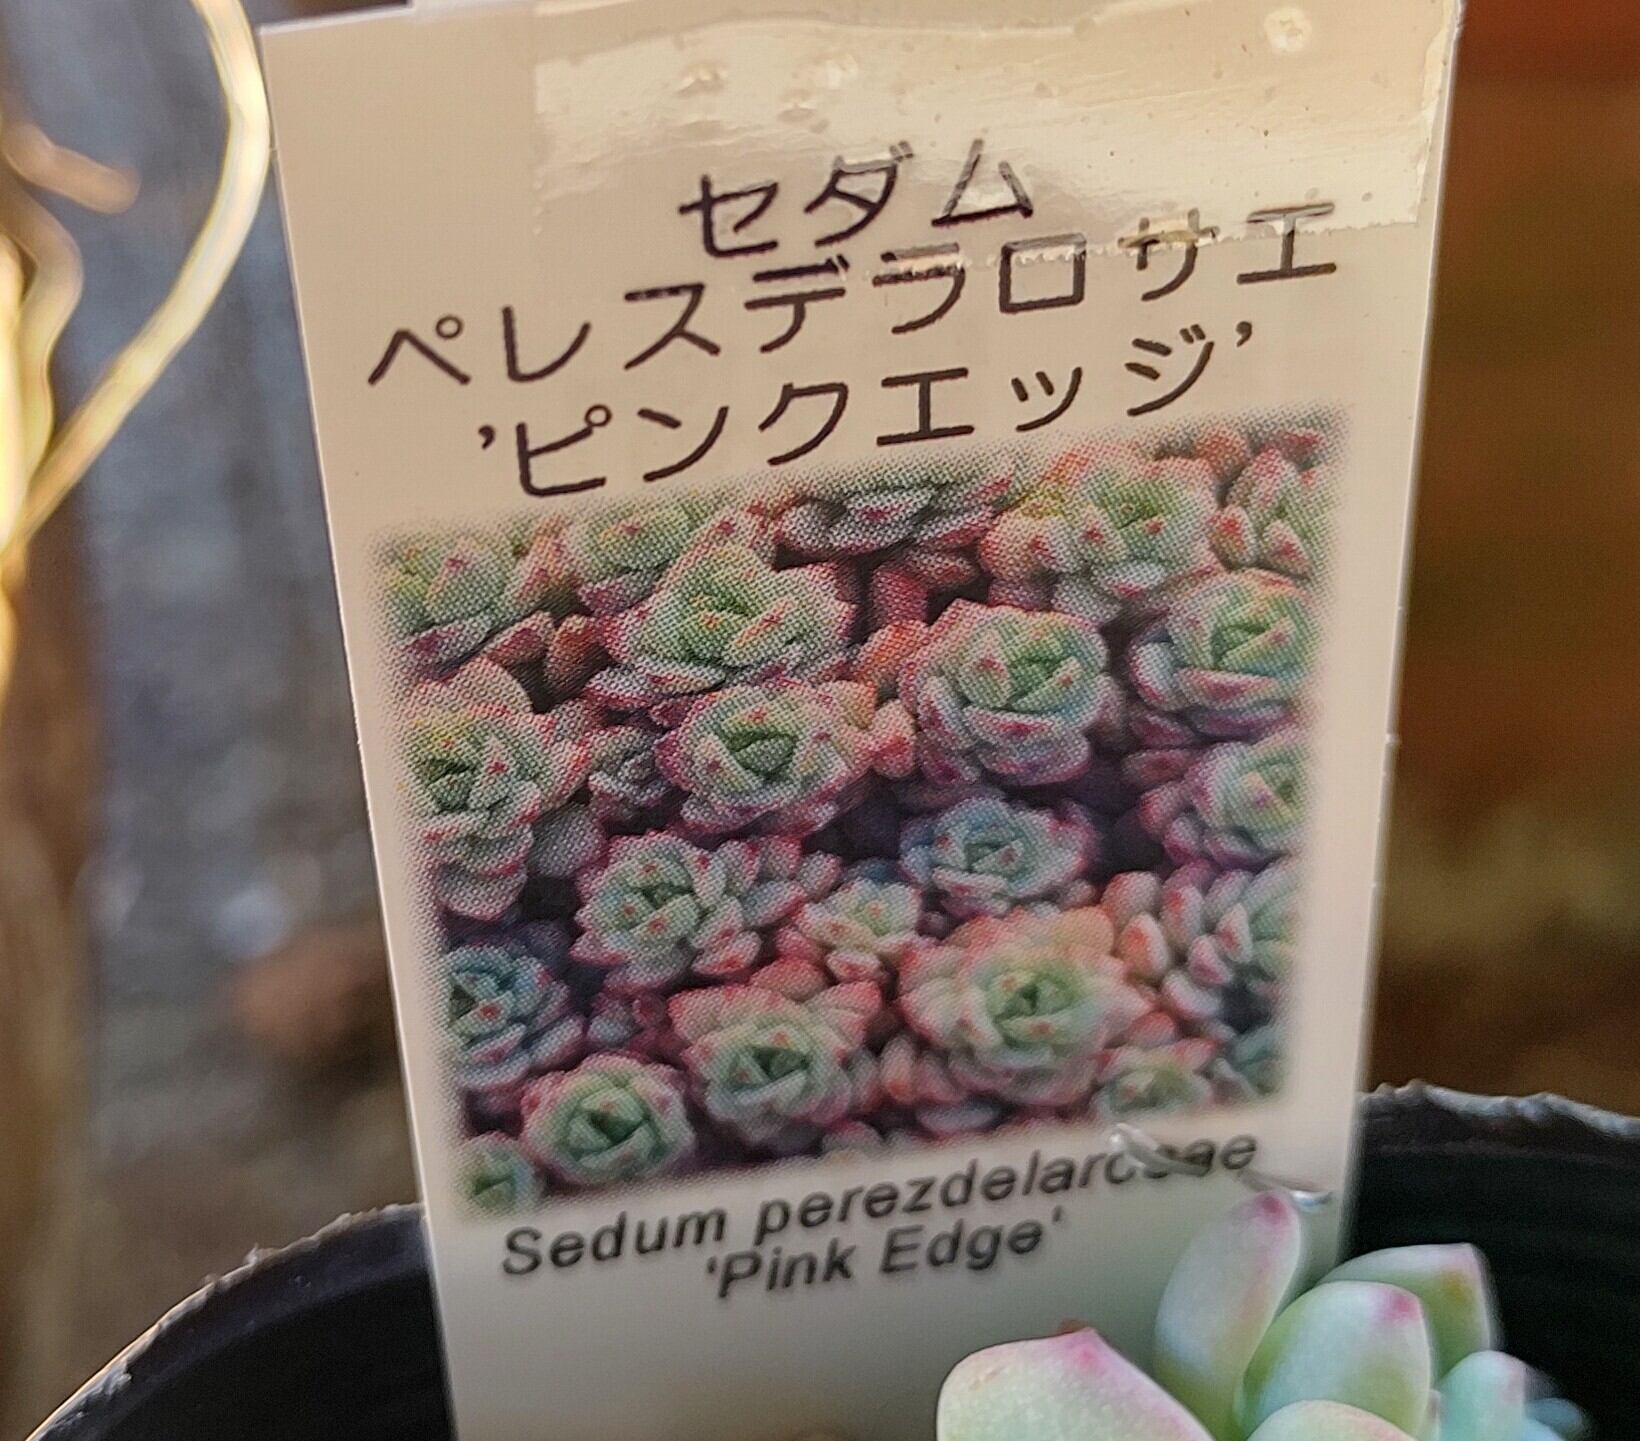 セダム
ペレスデラロサエ
’ピンクエッジ’
Sedum perezdelarosae
‘Pink Edge‘